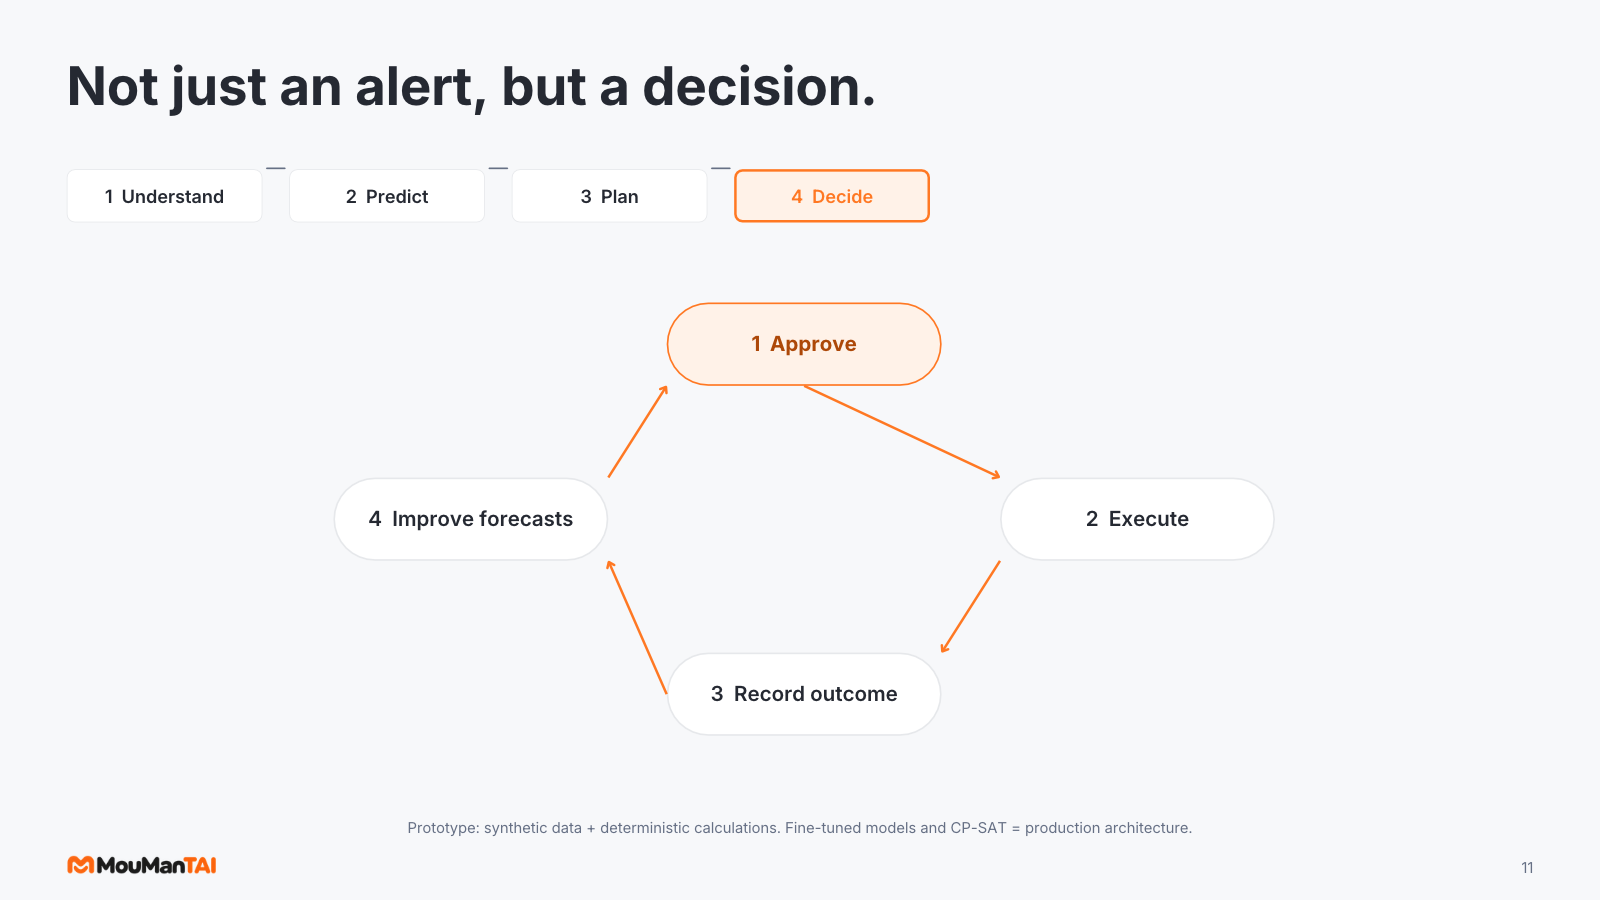 Not just an alert, but a decision.
1 Understand
2 Predict
3 Plan
4 Decide
1 Approve
4 Improve forecasts
2 Execute
3 Record outcome
Prototype: synthetic data + deterministic calculations. Fine-tuned models and CP-SAT = production architecture.
MouManTAI
11